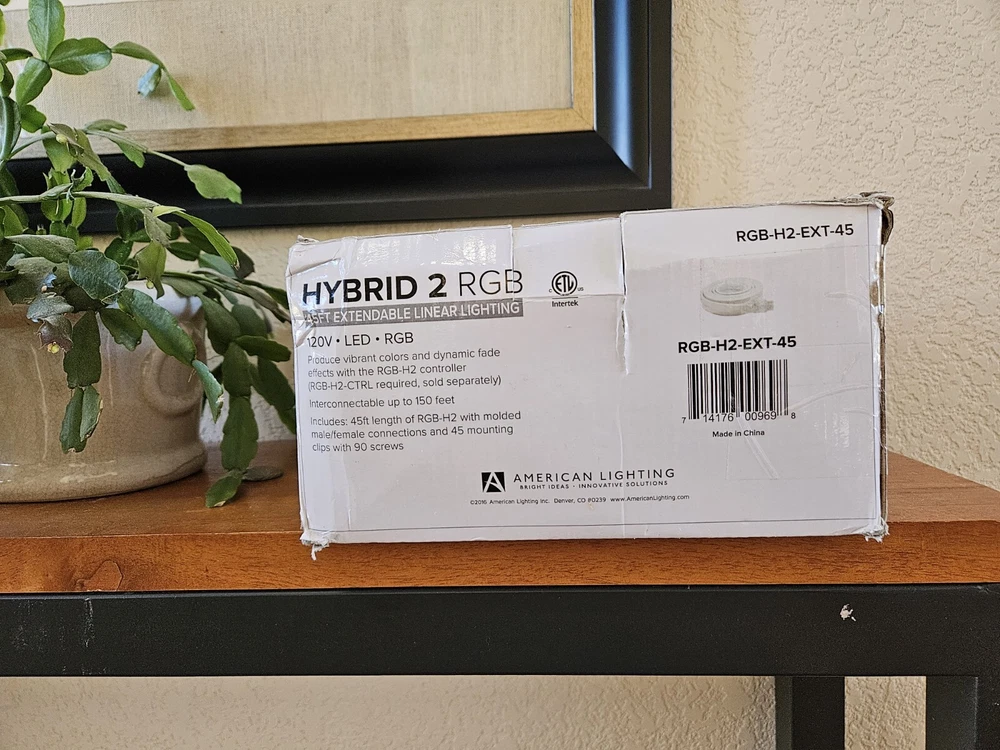 RGB-H2-EXT-45
HYBRID 2 RGB
45FT EXTENDABLE LINEAR LIGHTING
120V • LED • RGB
Produce vibrant colors and dynamic fade
effects with the RGB-H2 controller
(RGB-H2-CTRL required, sold separately)
Interconnectable up to 150 feet
Includes: 45ft length of RGB-H2 with molded
male/female connections and 45 mounting
clips with 90 screws
C ETL US
Intertek
RGB-H2-EXT-45
7 14176 00969 8
Made in China
AMERICAN LIGHTING
BRIGHT IDEAS • INNOVATIVE SOLUTIONS
©2016 American Lighting Inc. Denver, CO 80239 www.AmericanLighting.com